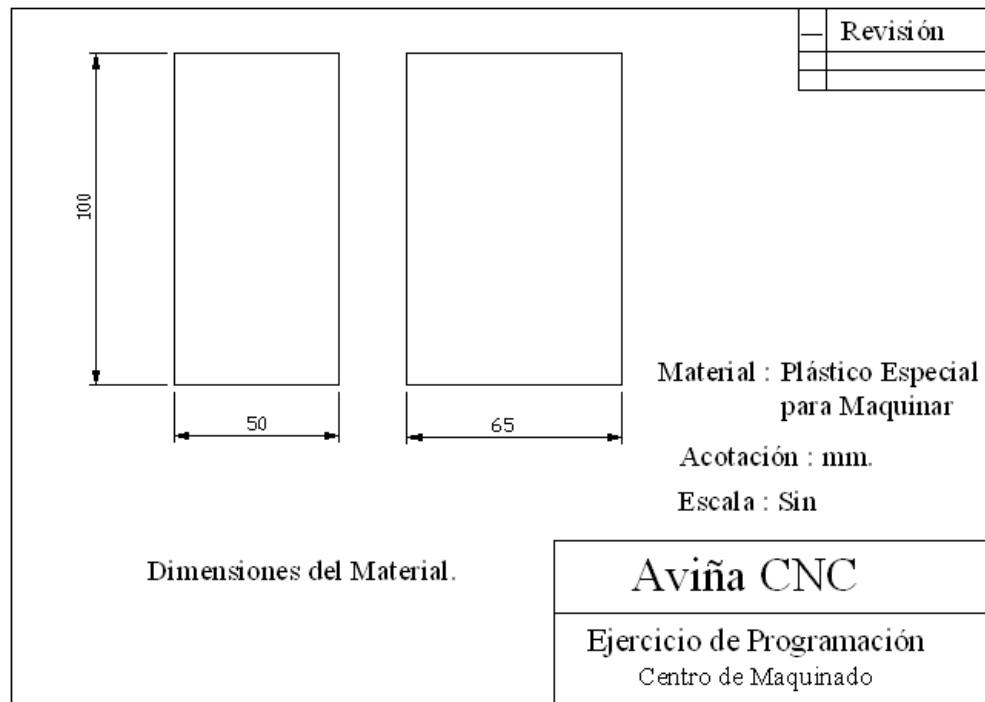 Revisión
100
50
65
Material : Plástico Especial
para Maquinar
Acotación : mm.
Escala : Sin
Dimensiones del Material.
Aviña CNC
Ejercicio de Programación
Centro de Maquinado